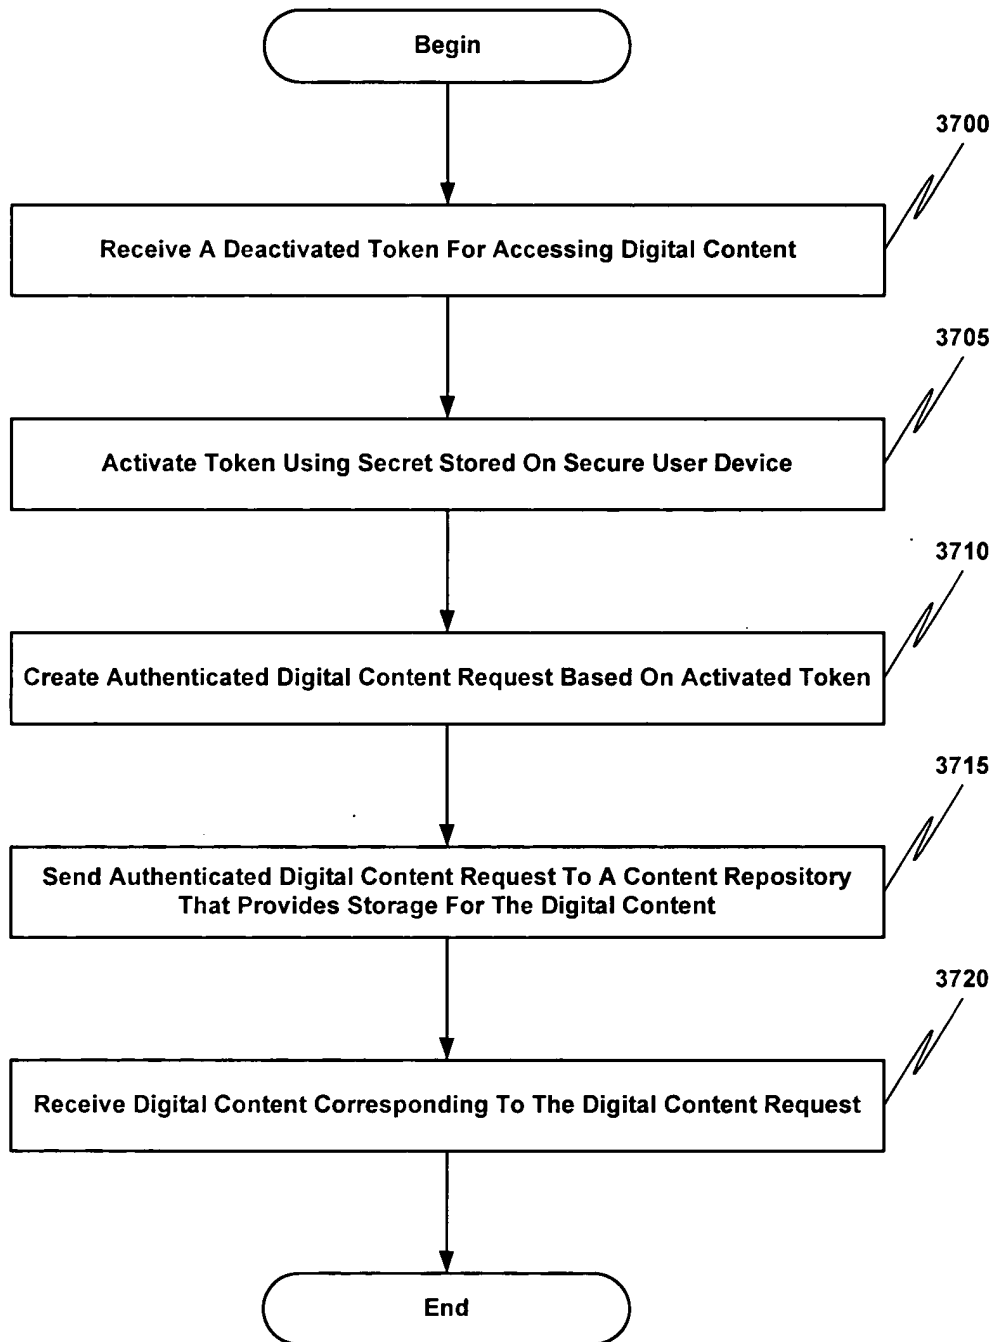 Begin
3700
Receive A Deactivated Token For Accessing Digital Content
3705
Activate Token Using Secret Stored On Secure User Device
3710
Create Authenticated Digital Content Request Based On Activated Token
3715
Send Authenticated Digital Content Request To A Content Repository
That Provides Storage For The Digital Content
3720
Receive Digital Content Corresponding To The Digital Content Request
End